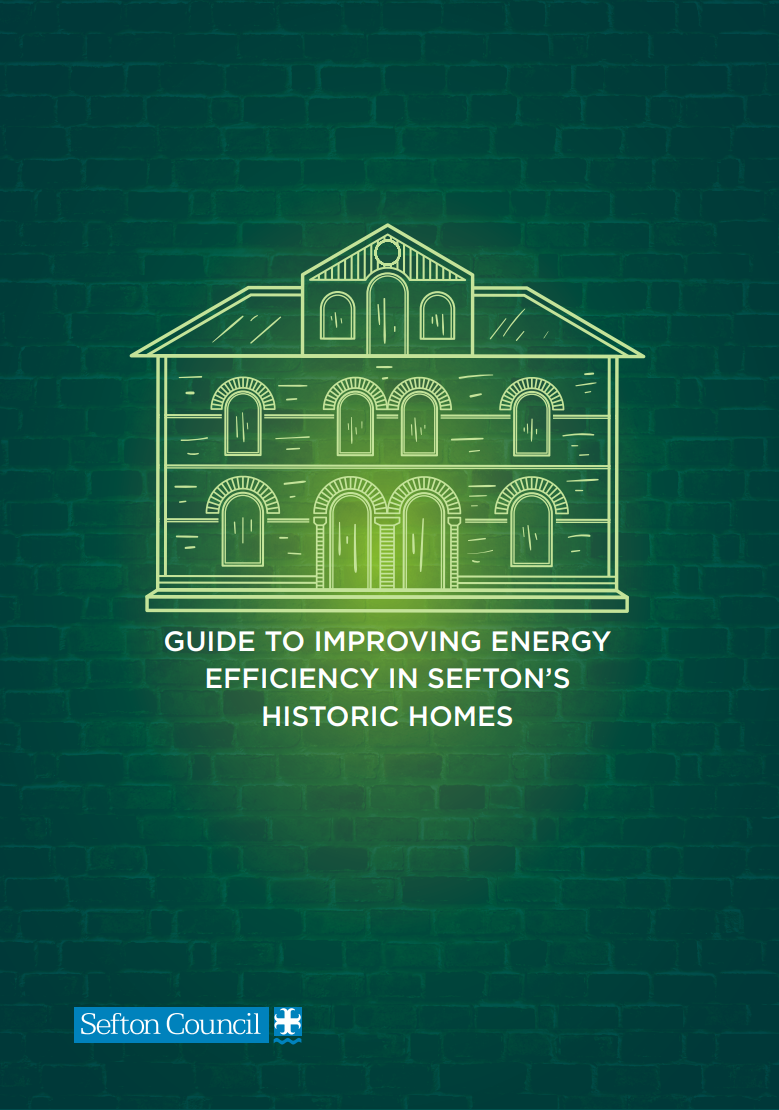 GUIDE TO IMPROVING ENERGY
EFFICIENCY IN SEFTON’S
HISTORIC HOMES
Sefton Council